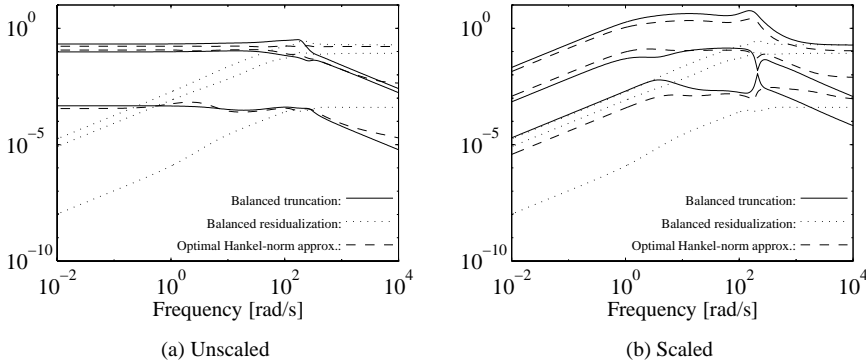 10^0
10^-5
10^-10
10^-2
10^0
10^2
10^4
Balanced truncation:
Balanced residualization:
Optimal Hankel-norm approx.:
Frequency [rad/s]
(a) Unscaled
10^0
10^-5
10^-10
10^-2
10^0
10^2
10^4
Balanced truncation:
Balanced residualization:
Optimal Hankel-norm approx.:
Frequency [rad/s]
(b) Scaled